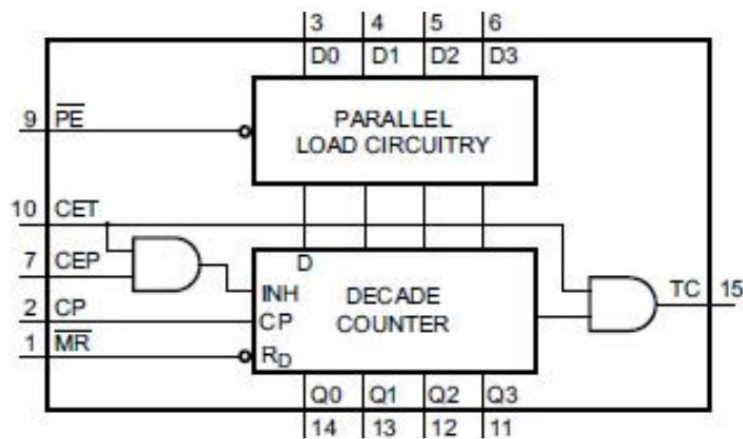 3 4 5 6
D0 D1 D2 D3
9 PE
PARALLEL
LOAD CIRCUITRY
10 CET
7 CEP
D
INH
DECADE
COUNTER
TC 15
2 CP
CP
1 MR
RD
Q0 Q1 Q2 Q3
14 13 12 11